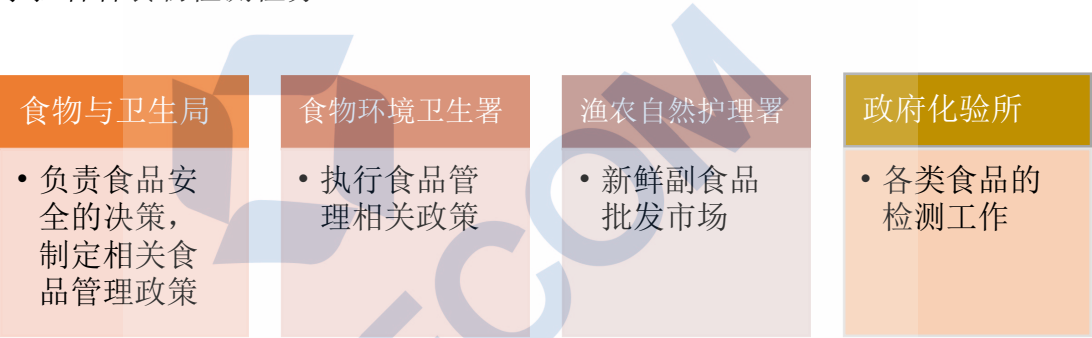 食物与卫生局
• 负责食品安
全的决策，
制定相关食
品管理政策
食物环境卫生署
• 执行食品管
理相关政策
渔农自然护理署
• 新鲜副食品
批发市场
政府化验所
• 各类食品的
检测工作